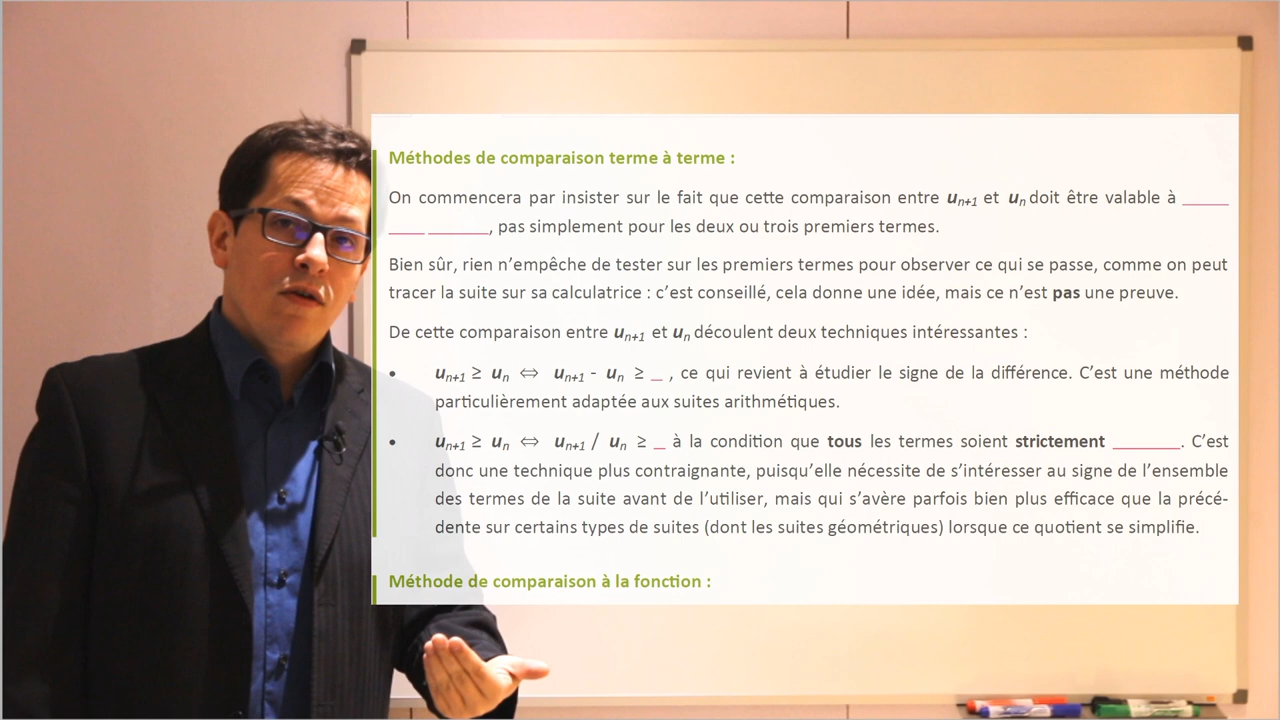 Méthodes de comparaison terme à terme :
On commencera par insister sur le fait que cette comparaison entre uₙ₊₁ et uₙ doit être valable à _____
____ _______, pas simplement pour les deux ou trois premiers termes.
Bien sûr, rien n’empêche de tester sur les premiers termes pour observer ce qui se passe, comme on peut
tracer la suite sur sa calculatrice : c’est conseillé, cela donne une idée, mais ce n’est pas une preuve.
De cette comparaison entre uₙ₊₁ et uₙ découlent deux techniques intéressantes :
• uₙ₊₁ ≥ uₙ ⇔ uₙ₊₁ - uₙ ≥ _ , ce qui revient à étudier le signe de la différence. C’est une méthode
particulièrement adaptée aux suites arithmétiques.
• uₙ₊₁ ≥ uₙ ⇔ uₙ₊₁ / uₙ ≥ _ à la condition que tous les termes soient strictement ________. C’est
donc une technique plus contraignante, puisqu’elle nécessite de s’intéresser au signe de l’ensemble
des termes de la suite avant de l’utiliser, mais qui s’avère parfois bien plus efficace que la précé-
dente sur certains types de suites (dont les suites géométriques) lorsque ce quotient se simplifie.
Méthode de comparaison à la fonction :